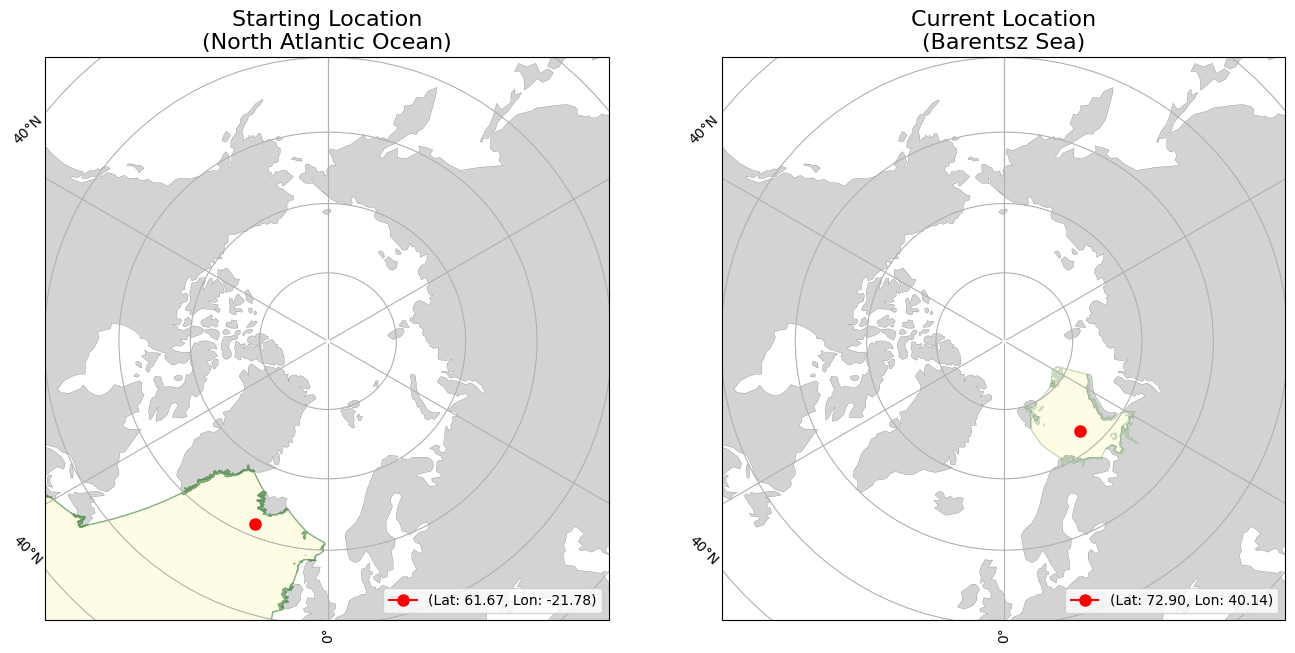 Starting Location
(North Atlantic Ocean)
40°N
40°N
0°
(Lat: 61.67, Lon: -21.78)
Current Location
(Barentsz Sea)
40°N
40°N
0°
(Lat: 72.90, Lon: 40.14)